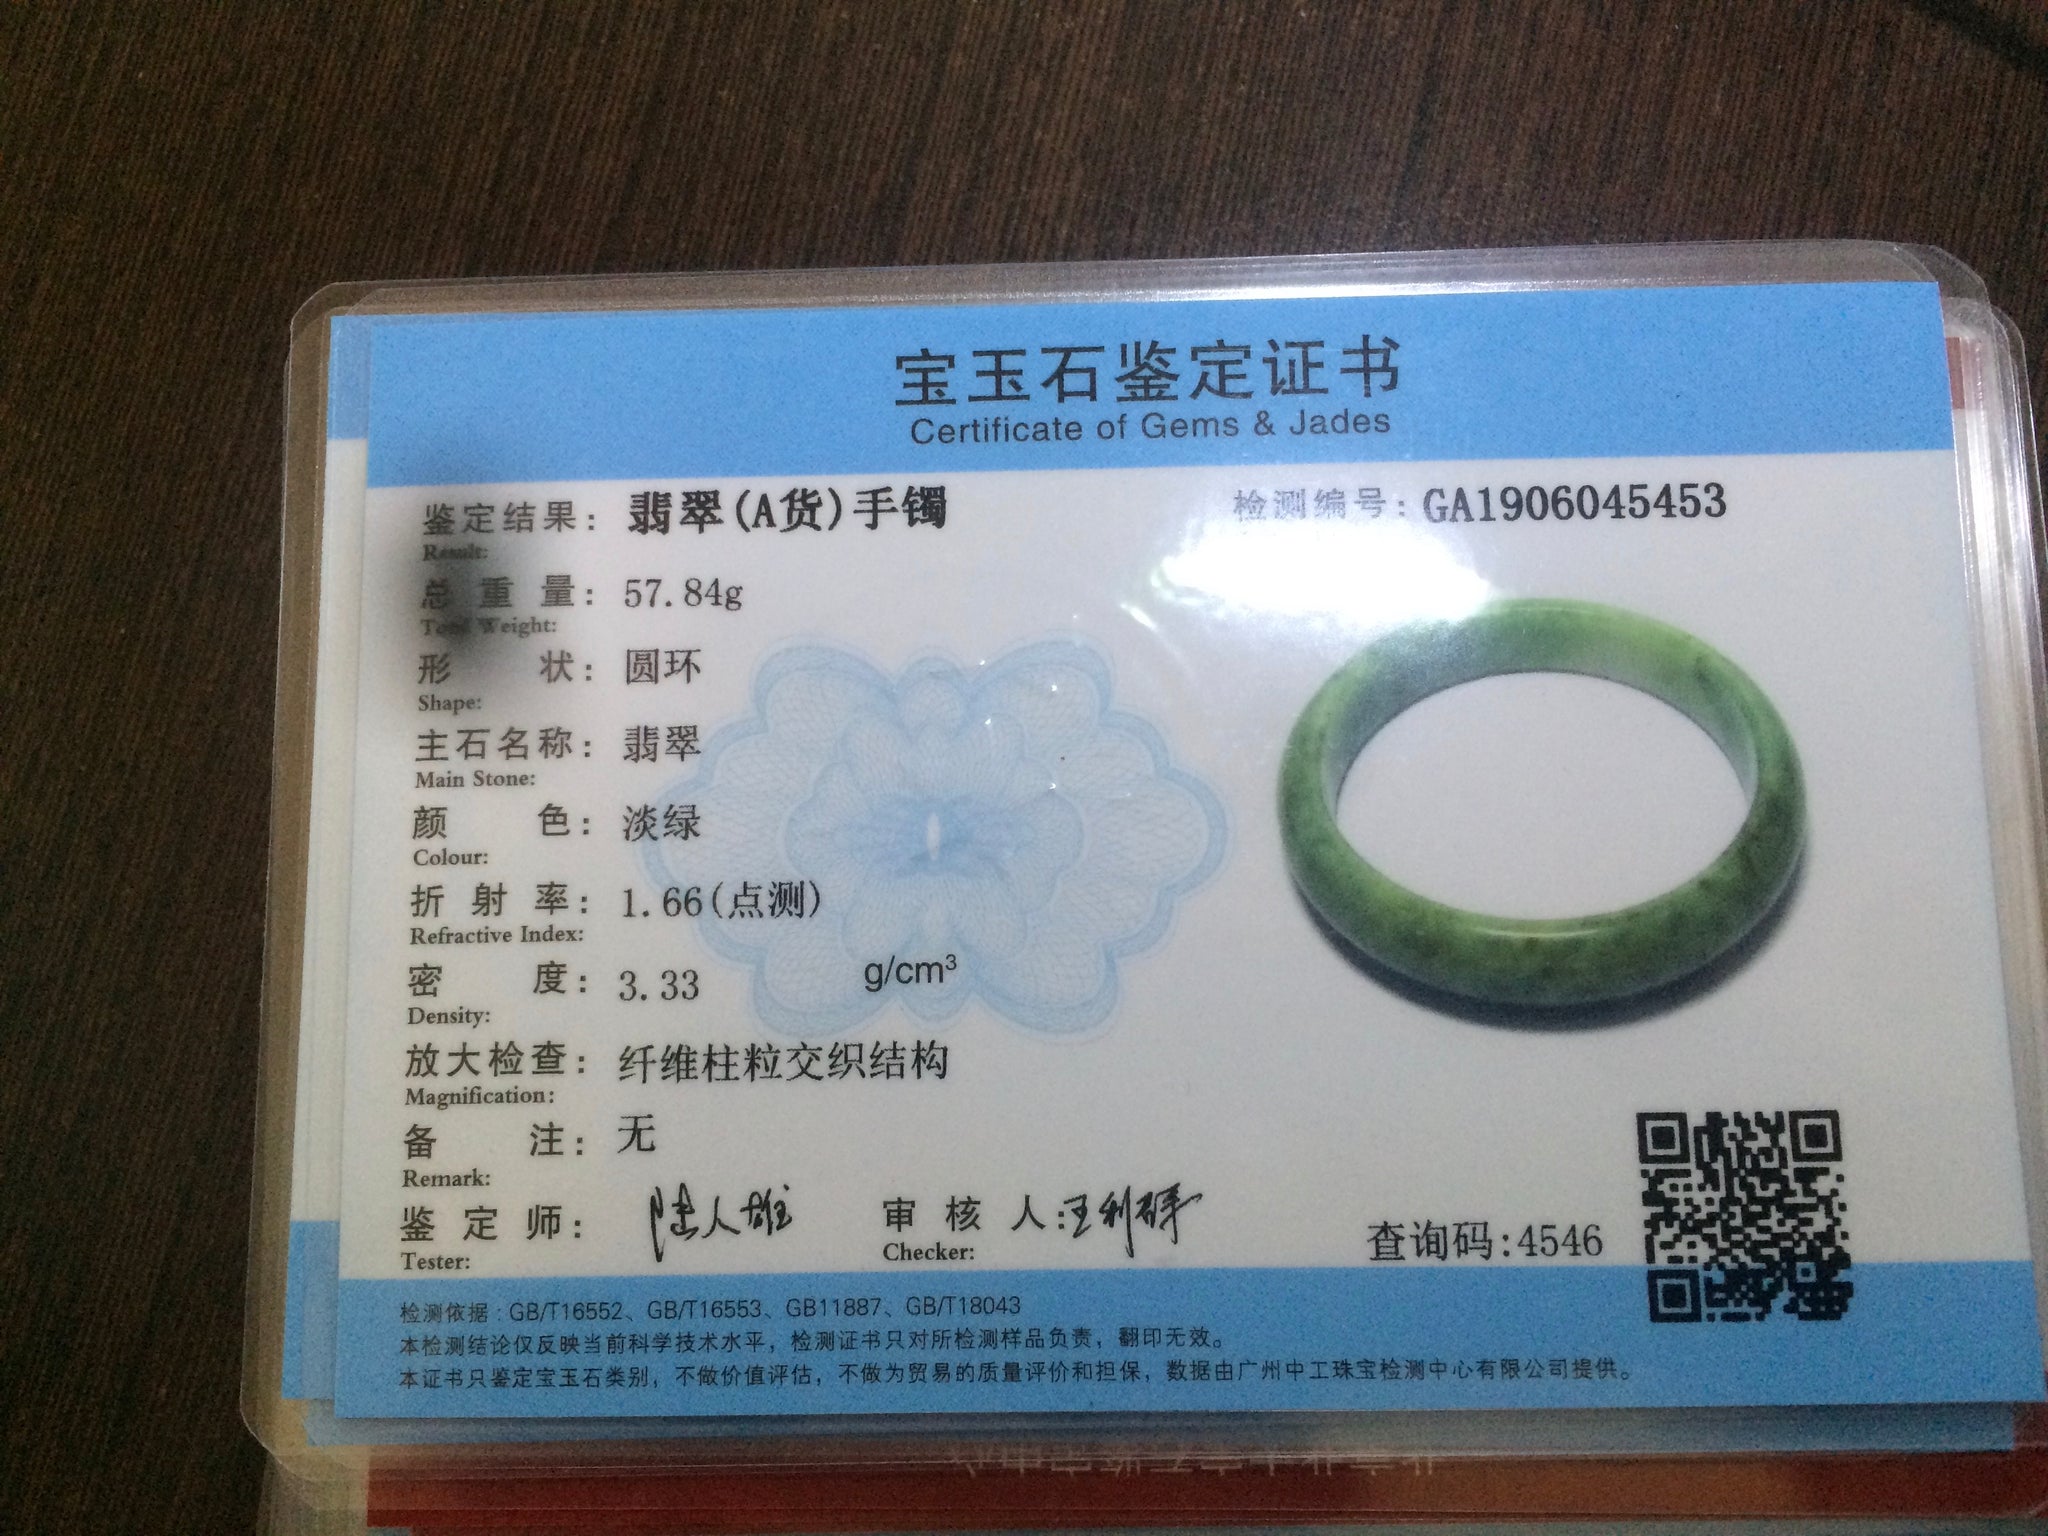 宝玉石鉴定证书
Certificate of Gems & Jades
鉴定结果：翡翠(A货)手镯
Result:
检测编号：GA1906045453
总重量：57.84g
Total Weight:
形状：圆环
Shape:
主石名称：翡翠
Main Stone:
颜色：淡绿
Colour:
折射率：1.66(点测)
Refractive Index:
密度：3.33 g/cm³
Density:
放大检查：纤维柱粒交织结构
Magnification:
备注：无
Remark:
鉴定师：
Tester:
审核人：王利群
Checker:
查询码:4546
检测依据：GB/T16552、GB/T16553、GB11887、GB/T18043
本检测结论仅反映当前科学技术水平，检测证书只对所检测样品负责，翻印无效。
本证书只鉴定宝玉石类别，不做价值评估，不做为贸易的质量评价和担保，数据由广州中工珠宝检测中心有限公司提供。